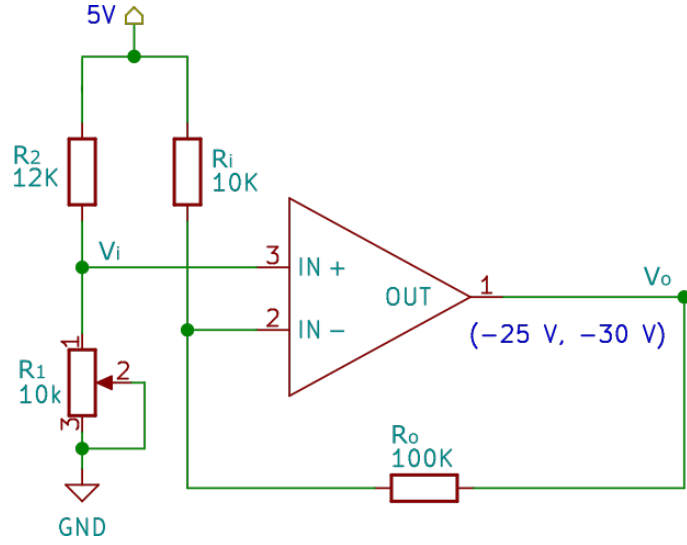 5V
R2
12K
Ri
10K
Vi
3
IN +
1
OUT
Vo
2
IN -
(-25 V, -30 V)
1
R1
10k
2
3
Ro
100K
GND